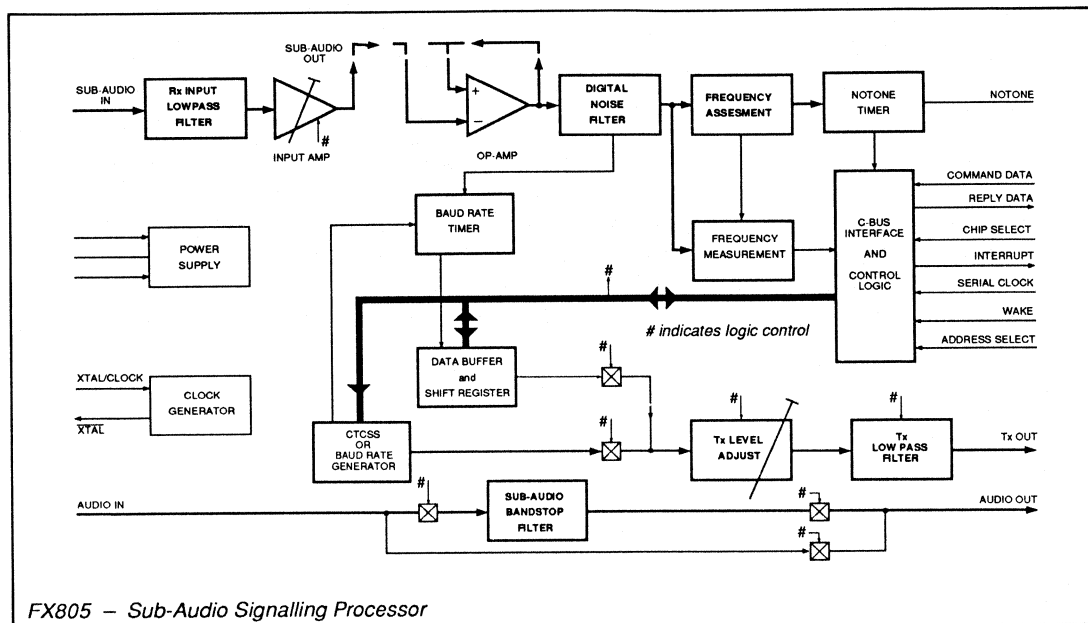 SUB-AUDIO
OUT
SUB-AUDIO
IN
Rx INPUT
LOWPASS
FILTER
#
INPUT AMP
+
−
OP-AMP
DIGITAL
NOISE
FILTER
FREQUENCY
ASSESMENT
NOTONE
TIMER
NOTONE
BAUD RATE
TIMER
FREQUENCY
MEASUREMENT
C-BUS
INTERFACE
AND
CONTROL
LOGIC
COMMAND DATA
REPLY DATA
CHIP SELECT
INTERRUPT
SERIAL CLOCK
WAKE
ADDRESS SELECT
POWER
SUPPLY
#
# indicates logic control
DATA BUFFER
and
SHIFT REGISTER
#
XTAL/CLOCK
XTAL
CLOCK
GENERATOR
CTCSS
OR
BAUD RATE
GENERATOR
#
#
Tx LEVEL
ADJUST
#
Tx
LOW PASS
FILTER
Tx OUT
AUDIO IN
#
SUB-AUDIO
BANDSTOP
FILTER
#
#
AUDIO OUT
FX805 – Sub-Audio Signalling Processor